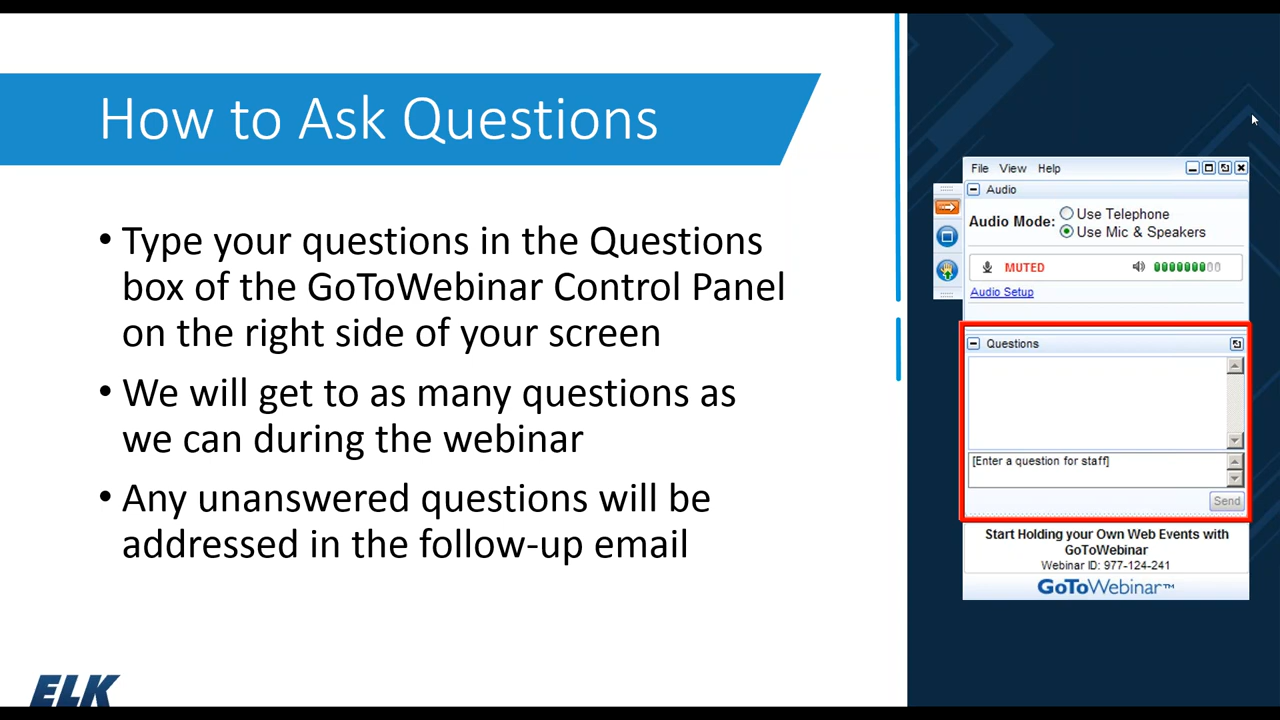 How to Ask Questions
• Type your questions in the Questions
box of the GoToWebinar Control Panel
on the right side of your screen
• We will get to as many questions as
we can during the webinar
• Any unanswered questions will be
addressed in the follow-up email
ELK
File View Help
Audio
Audio Mode: Use Telephone
Use Mic & Speakers
MUTED
Audio Setup
Questions
[Enter a question for staff]
Send
Start Holding your Own Web Events with
GoToWebinar
Webinar ID: 977-124-241
GoToWebinar™